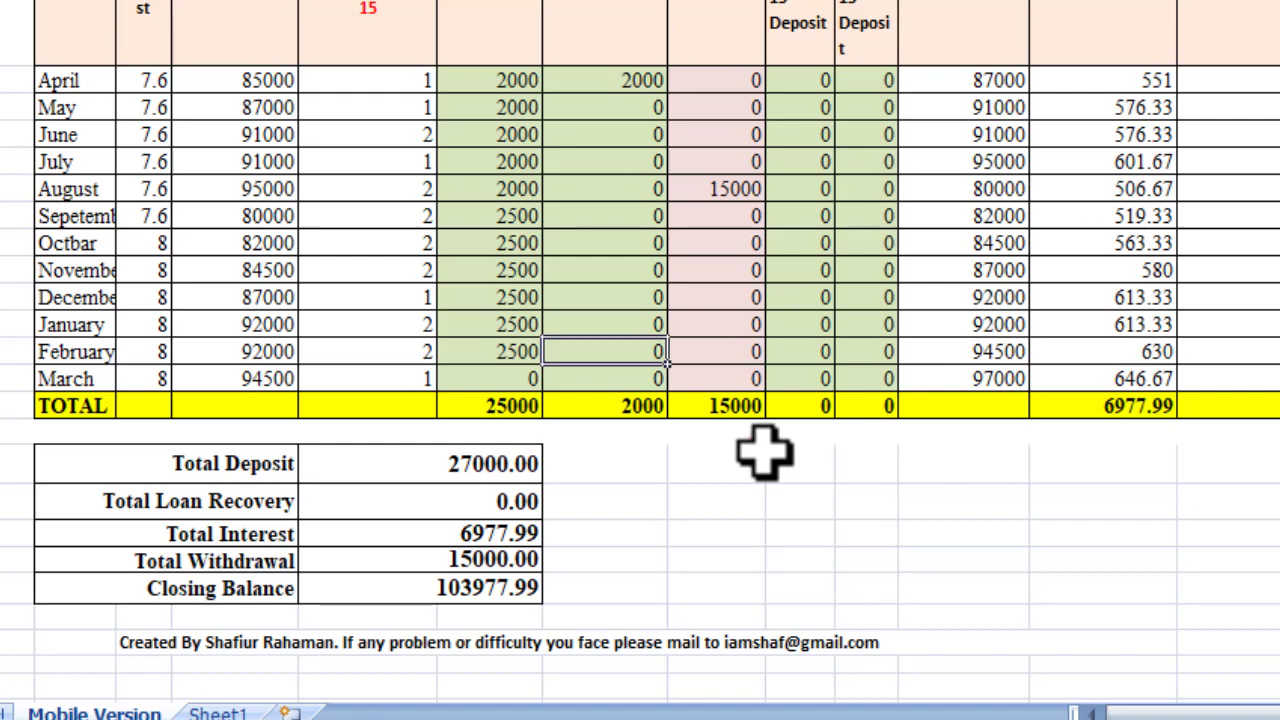 st 15 15 Deposit 15 Deposi t
April 7.6 85000 1 2000 2000 0 0 0 87000 551
May 7.6 87000 1 2000 0 0 0 0 91000 576.33
June 7.6 91000 2 2000 0 0 0 0 91000 576.33
July 7.6 91000 1 2000 0 0 0 0 95000 601.67
August 7.6 95000 2 2000 0 15000 0 0 80000 506.67
Sepetemb 7.6 80000 2 2500 0 0 0 0 82000 519.33
Octbar 8 82000 2 2500 0 0 0 0 84500 563.33
Novembe 8 84500 2 2500 0 0 0 0 87000 580
Decembe 8 87000 1 2500 0 0 0 0 92000 613.33
January 8 92000 2 2500 0 0 0 0 92000 613.33
February 8 92000 2 2500 0 0 0 0 94500 630
March 8 94500 1 0 0 0 0 0 97000 646.67
TOTAL 25000 2000 15000 0 0 6977.99
Total Deposit 27000.00
Total Loan Recovery 0.00
Total Interest 6977.99
Total Withdrawal 15000.00
Closing Balance 103977.99
Created By Shafiur Rahaman. If any problem or difficulty you face please mail to iamshaf@gmail.com
Mobile Version Sheet1